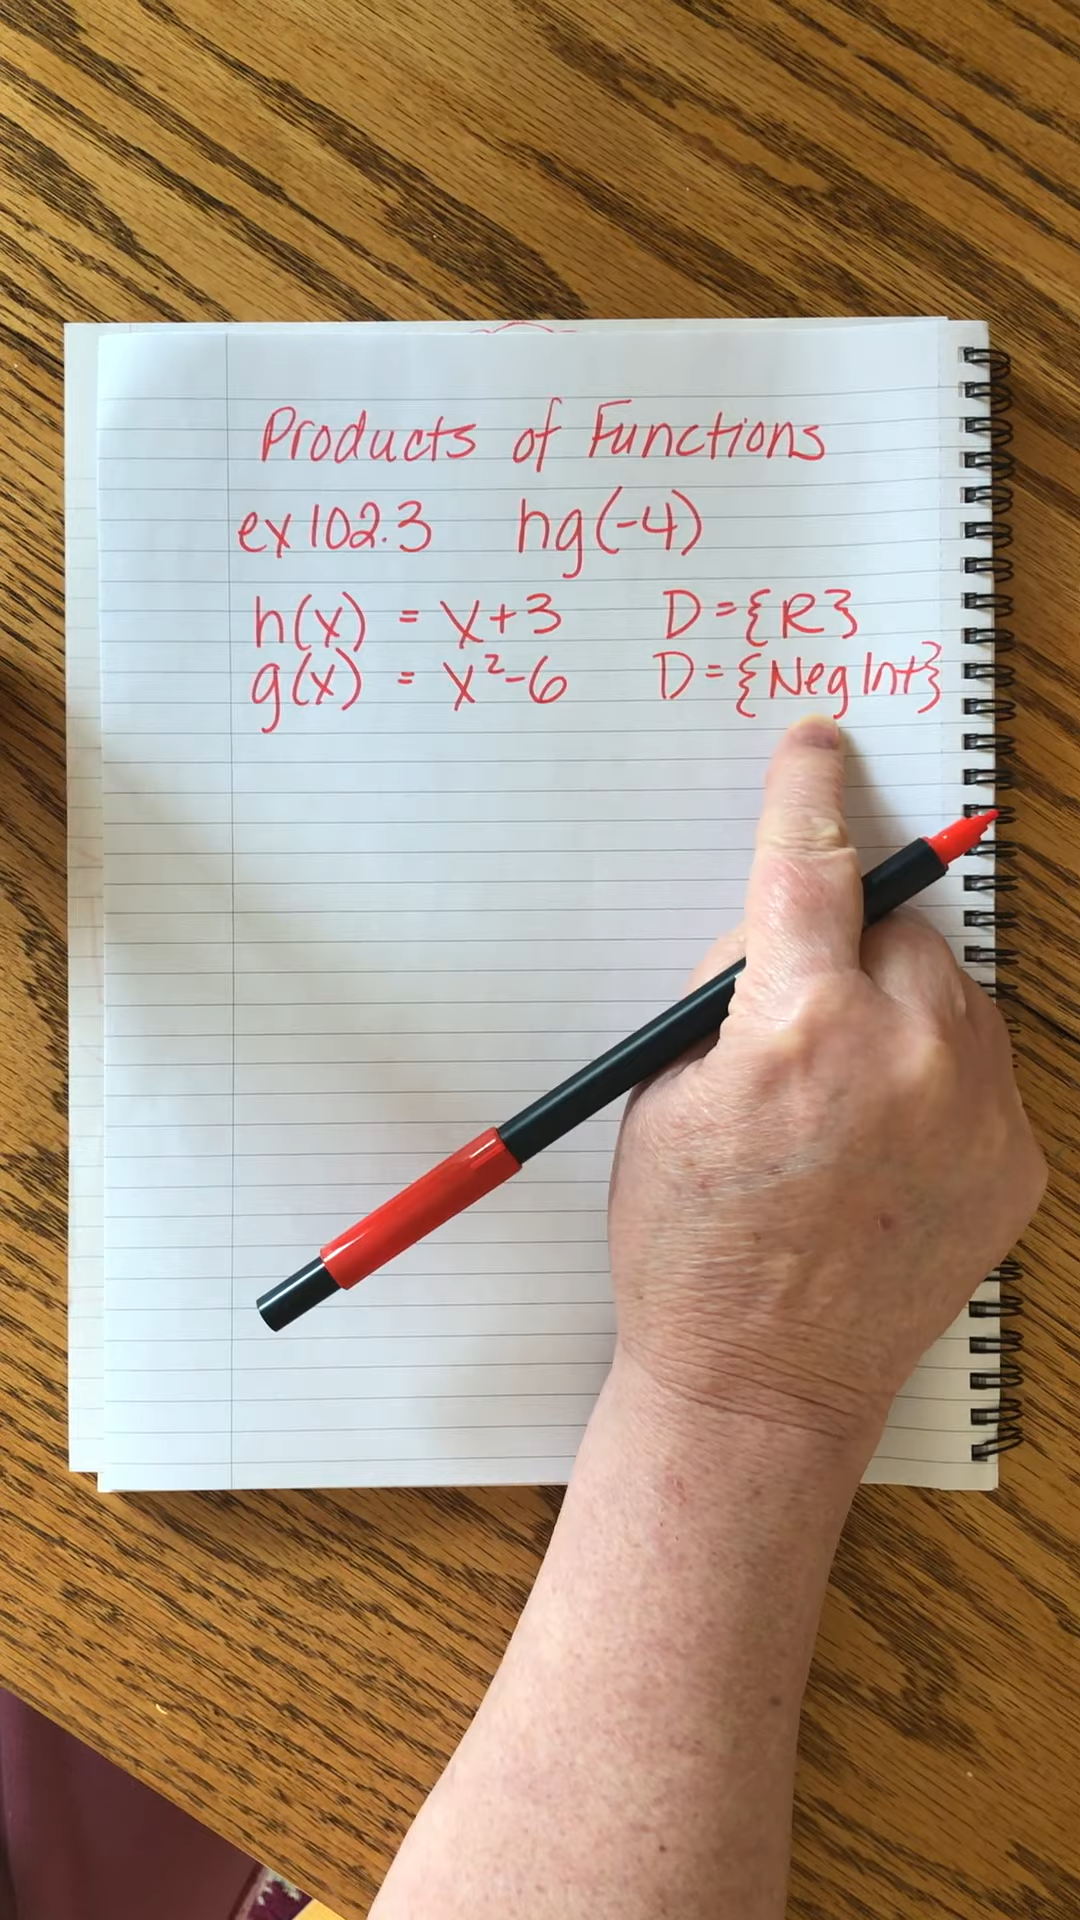 Products of Functions
ex 102.3 hg(-4)
h(x) = x+3 D={R}
g(x) = x²-6 D={Neg Int}